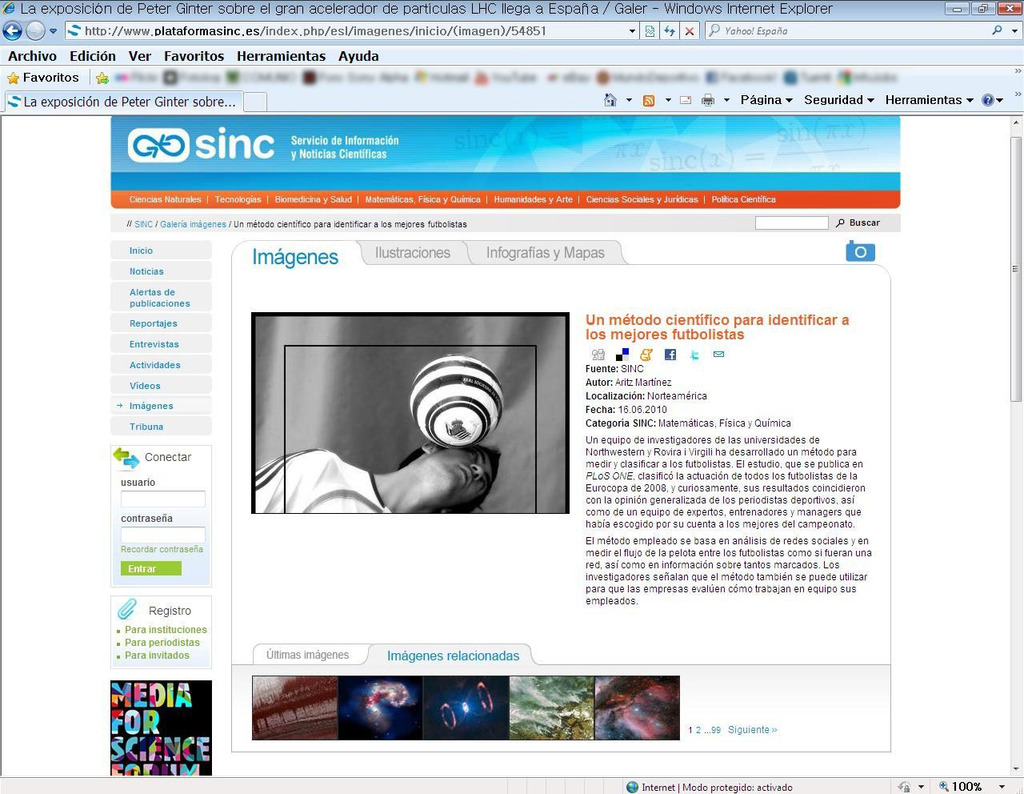 La exposición de Peter Ginter sobre el gran acelerador de partículas LHC llega a España / Galer - Windows Internet Explorer
http://www.plataformasinc.es/index.php/esl/imagenes/inicio/(imagen)/54851
Yahoo! España
Archivo Edición Ver Favoritos Herramientas Ayuda
Favoritos
La exposición de Peter Ginter sobre...
Página Seguridad Herramientas
sinc Servicio de Información
y Noticias Científicas
Ciencias Naturales | Tecnologías | Biomedicina y Salud | Matemáticas, Física y Química | Humanidades y Arte | Ciencias Sociales y Jurídicas | Política Científica
// SINC / Galería imágenes / Un método científico para identificar a los mejores futbolistas
Buscar
Inicio
Noticias
Alertas de
publicaciones
Reportajes
Entrevistas
Actividades
Vídeos
Imágenes
Tribuna
Conectar
usuario
contraseña
Recordar contraseña
Entrar
Registro
Para instituciones
Para periodistas
Para invitados
MEDIA
FOR
SCIENCE
FORUM
Imágenes Ilustraciones Infografías y Mapas
Un método científico para identificar a
los mejores futbolistas
Fuente: SINC
Autor: Aritz Martínez
Localización: Norteamérica
Fecha: 16.06.2010
Categoria SINC: Matemáticas, Física y Química
Un equipo de investigadores de las universidades de
Northwestern y Rovira i Virgili ha desarrollado un método para
medir y clasificar a los futbolistas. El estudio, que se publica en
PLoS ONE, clasificó la actuación de todos los futbolistas de la
Eurocopa de 2008, y curiosamente, sus resultados coincidieron
con la opinión generalizada de los periodistas deportivos, así
como de un equipo de expertos, entrenadores y managers que
había escogido por su cuenta a los mejores del campeonato.
El método empleado se basa en análisis de redes sociales y en
medir el flujo de la pelota entre los futbolistas como si fueran una
red, así como en información sobre tantos marcados. Los
investigadores señalan que el método también se puede utilizar
para que las empresas evalúen cómo trabajan en equipo sus
empleados.
Últimas imágenes Imágenes relacionadas
1 2 ...99 Siguiente »
Internet | Modo protegido: activado
100%